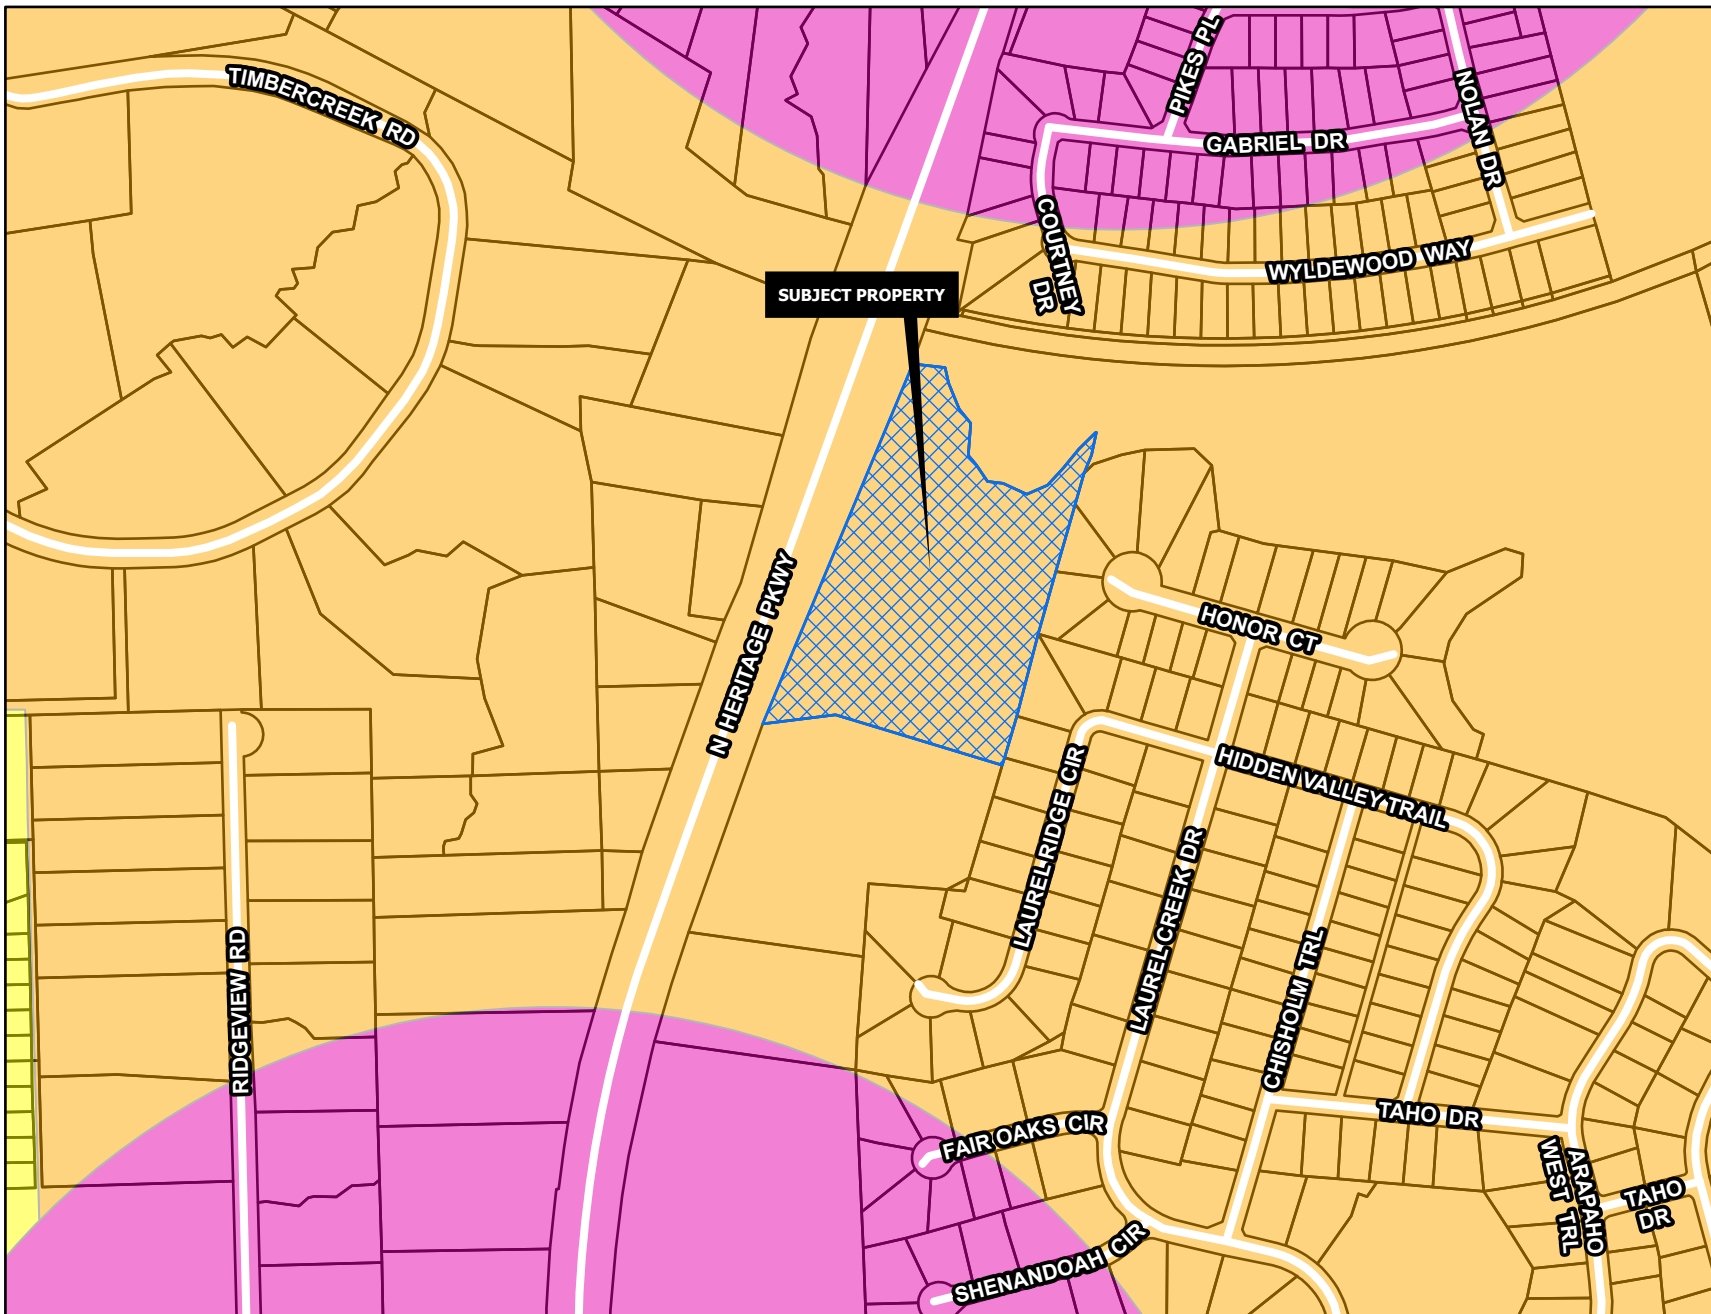 TIMBERCREEK RD
PIKES PL
NOLAN DR
GABRIEL DR
COURTNEY
DR
WYLDEWOOD WAY
SUBJECT PROPERTY
N HERITAGE PKWY
HONOR CT
HIDDEN VALLEY TRAIL
LAUREL RIDGE CIR
LAUREL CREEK DR
CHISHOLM TRL
RIDGEVIEW RD
TAHO DR
FAIR OAKS CIR
ARAPAHO
WEST TRL
TAHO
DR
SHENANDOAH CIR